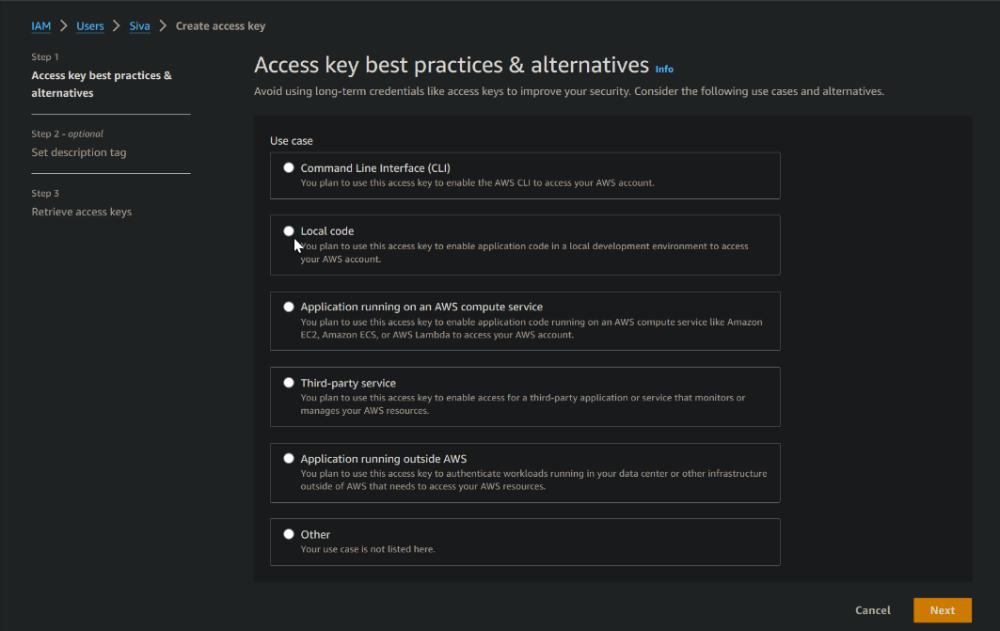 IAM > Users > Siva > Create access key
Step 1
Access key best practices &
alternatives
Step 2 - optional
Set description tag
Step 3
Retrieve access keys
Access key best practices & alternatives Info
Avoid using long-term credentials like access keys to improve your security. Consider the following use cases and alternatives.
Use case
Command Line Interface (CLI)
You plan to use this access key to enable the AWS CLI to access your AWS account.
Local code
You plan to use this access key to enable application code in a local development environment to access
your AWS account.
Application running on an AWS compute service
You plan to use this access key to enable application code running on an AWS compute service like Amazon
EC2, Amazon ECS, or AWS Lambda to access your AWS account.
Third-party service
You plan to use this access key to enable access for a third-party application or service that monitors or
manages your AWS resources.
Application running outside AWS
You plan to use this access key to authenticate workloads running in your data center or other infrastructure
outside of AWS that needs to access your AWS resources.
Other
Your use case is not listed here.
Cancel
Next